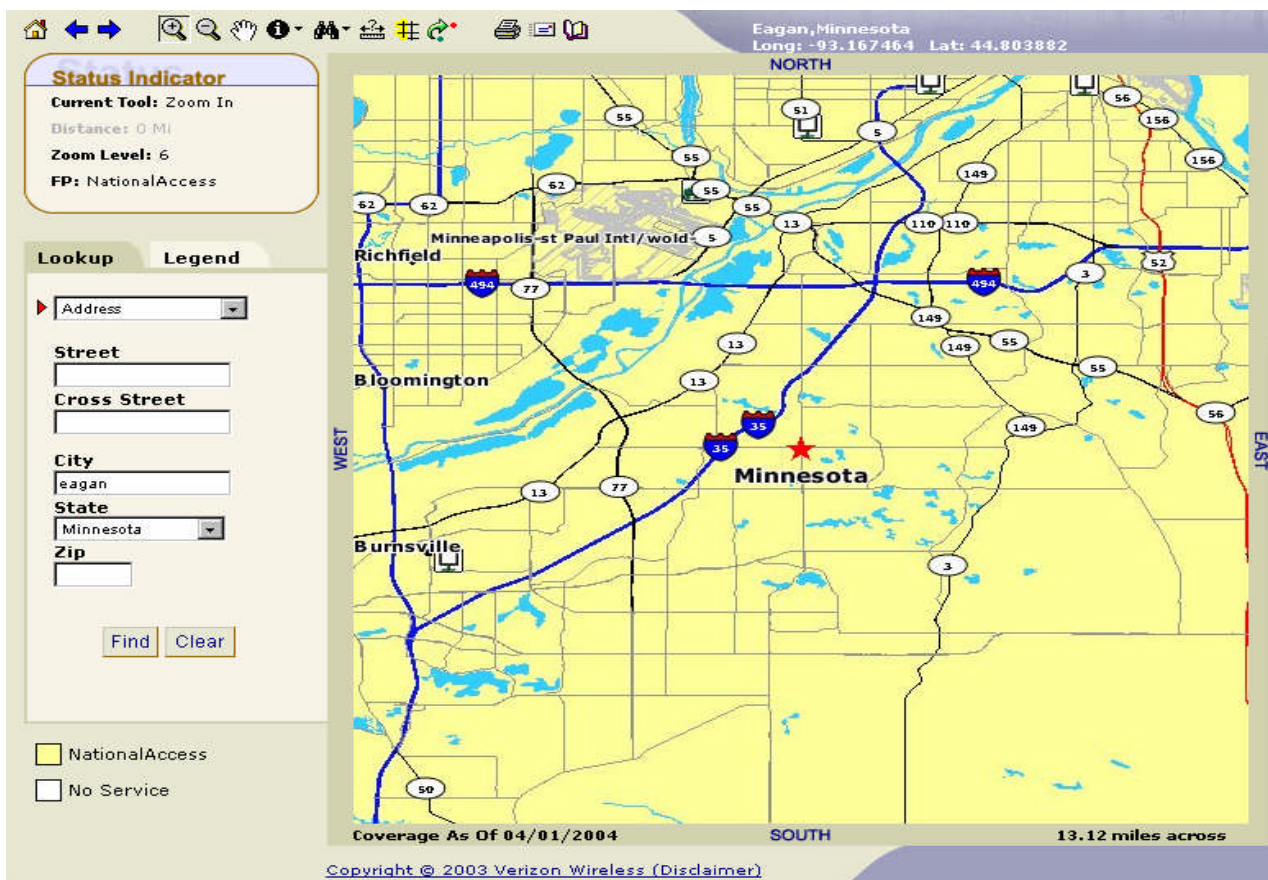 Eagan,Minnesota
Long: -93.167464 Lat: 44.803882
Status
Status Indicator
Current Tool: Zoom In
Distance: 0 Mi
Zoom Level: 6
FP: NationalAccess
Lookup
Legend
Address
Street
Cross Street
City
eagan
State
Minnesota
Zip
Find
Clear
NationalAccess
No Service
NORTH
WEST
EAST
SOUTH
55
51
5
56
156
55
156
149
62
62
62
55
55
13
110
110
Minneapolis-st Paul Intl/wold-
5
Richfield
52
3
494
77
494
149
13
149
55
Bloomington
13
55
56
35
35
149
Minnesota
13
77
Burnsville
3
50
Coverage As Of 04/01/2004
13.12 miles across
Copyright © 2003 Verizon Wireless (Disclaimer)